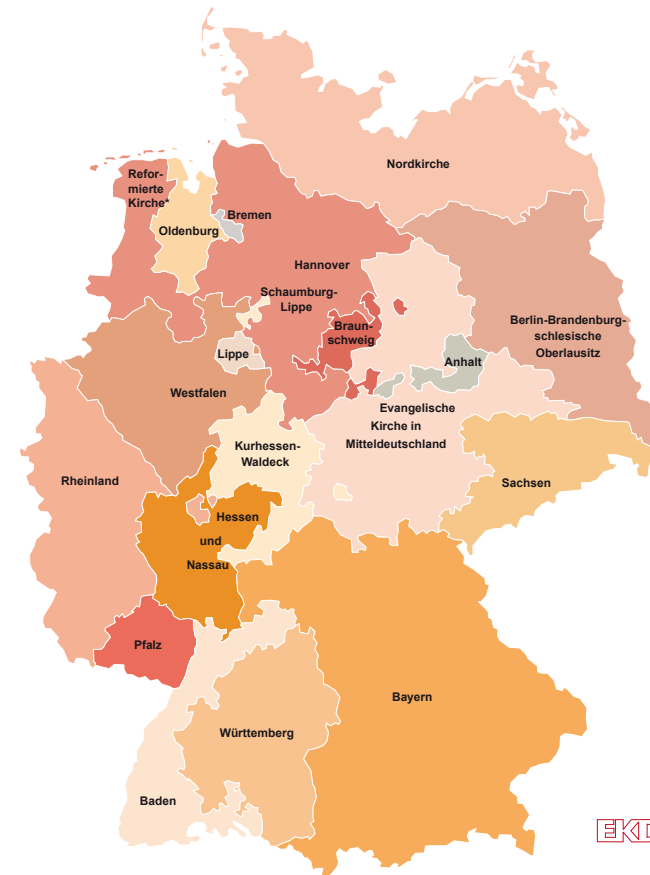 Nordkirche
Refor-
mierte
Kirche*
Oldenburg
Bremen
Hannover
Schaumburg-
Lippe
Braun-
schweig
Berlin-Brandenburg-
schlesische
Oberlausitz
Lippe
Anhalt
Westfalen
Evangelische
Kirche in
Mitteldeutschland
Kurhessen-
Waldeck
Rheinland
Sachsen
Hessen
und
Nassau
Pfalz
Bayern
Württemberg
Baden
EKD